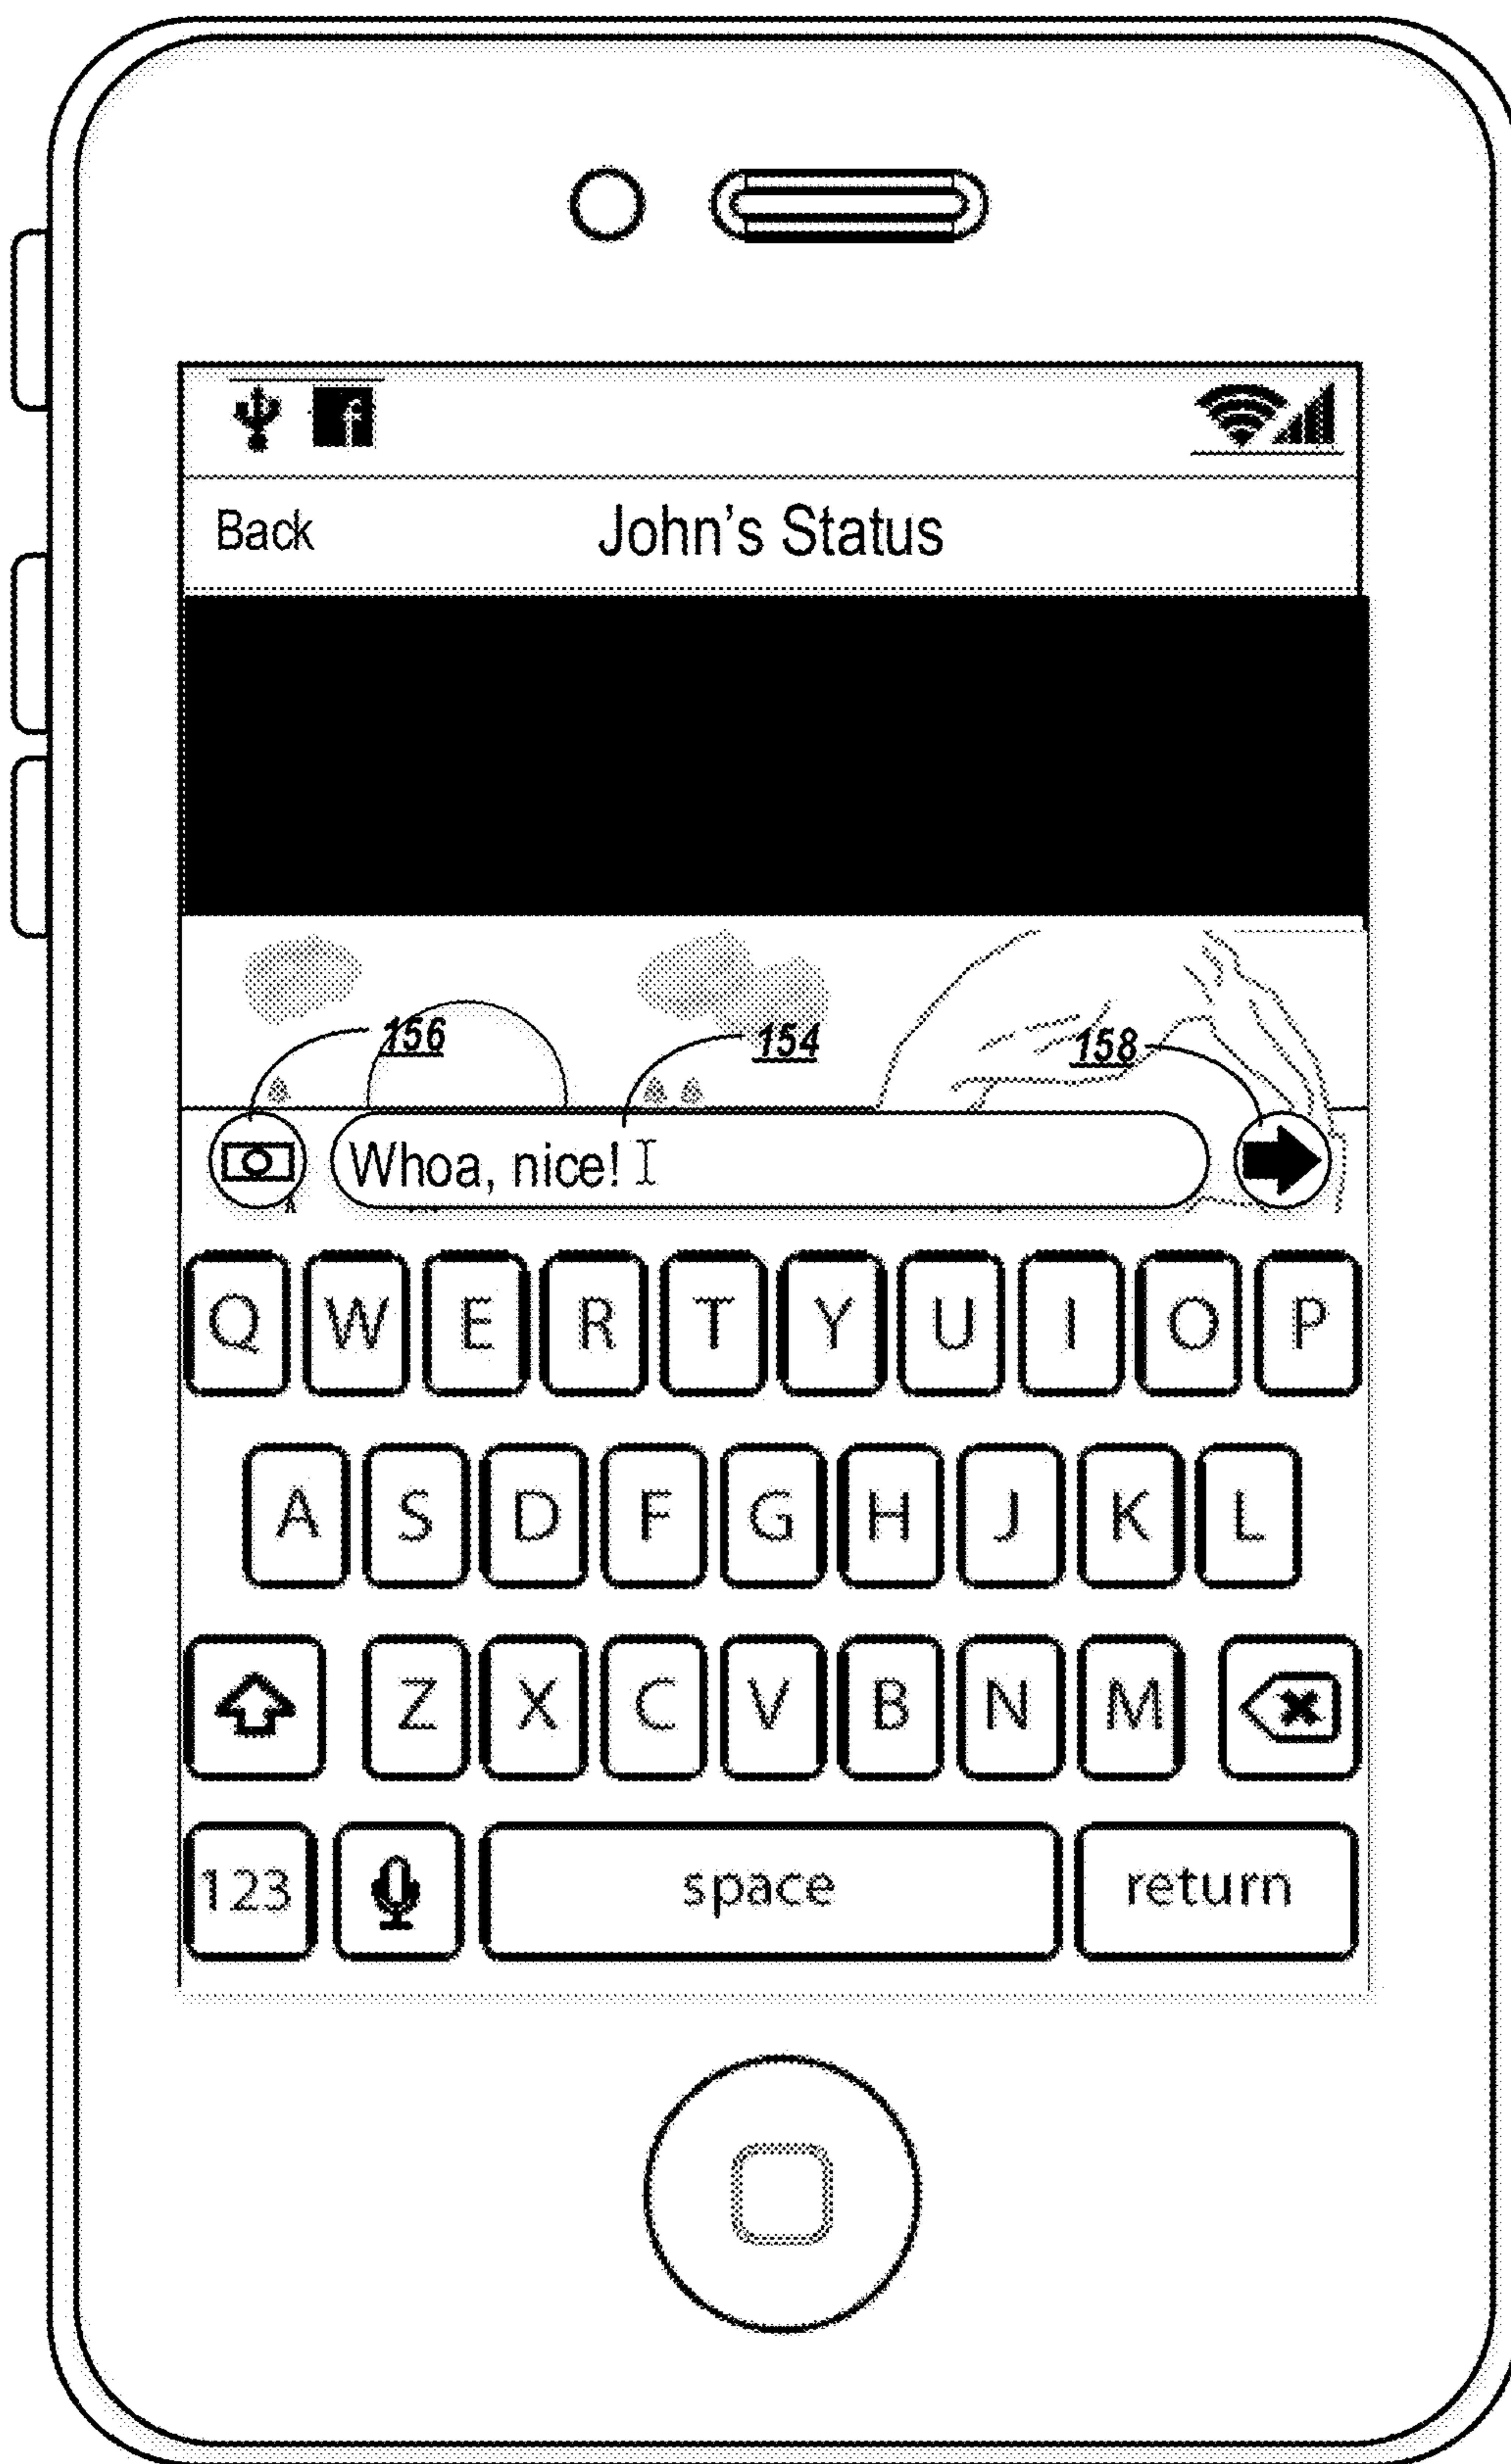 f
Back John's Status
156 154 158
Whoa, nice!
Q W E R T Y U I O P
A S D F G H J K L
Z X C V B N M
123 space return